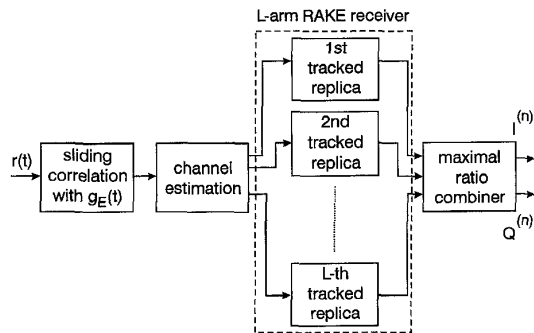 L-arm RAKE receiver
1st
tracked
replica
2nd
tracked
replica
L-th
tracked
replica
r(t)
sliding
correlation
with g_E(t)
channel
estimation
maximal
ratio
combiner
I^(n)
Q^(n)